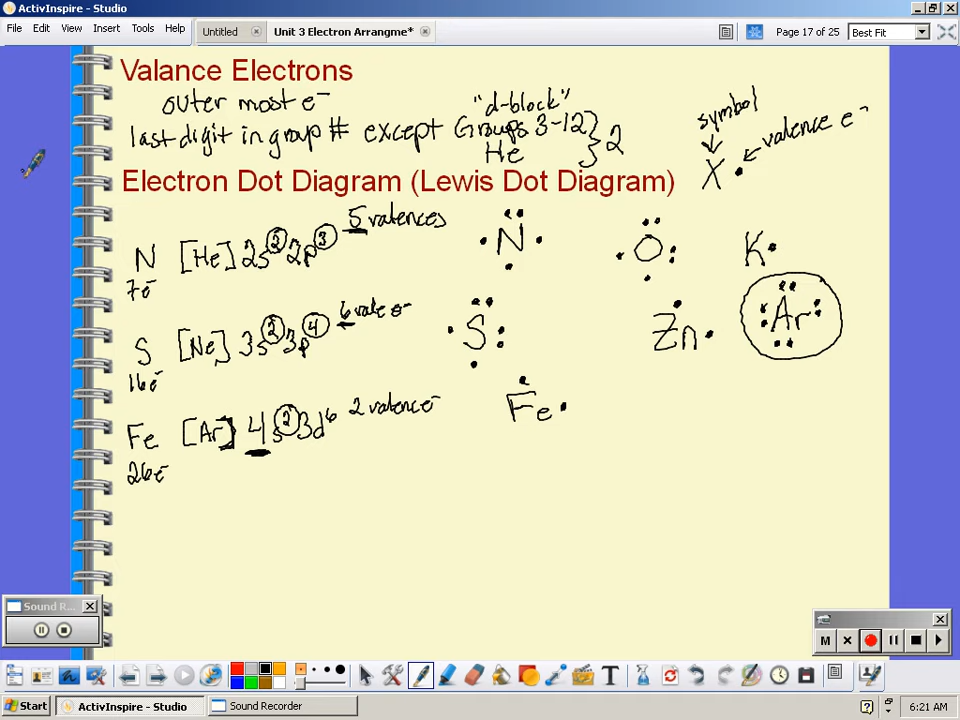 ActivInspire - Studio
File Edit View Insert Tools Help
Untitled
Unit 3 Electron Arrangme*
Page 17 of 25
Best Fit
Valance Electrons
outer most e⁻
last digit in group # except Groups 3-12 } 2
"d-block"
He
symbol
X
valence e⁻
Electron Dot Diagram (Lewis Dot Diagram)
N [He] 2s² 2p³ 5 valences
7e⁻
N
O
K
S [Ne] 3s² 3p⁴ 6 vale e⁻
16e⁻
S
Zn
Ar
Fe [Ar] 4s² 3d⁶ 2 valence e⁻
26e⁻
Fe
Sound R...
M
T
Start
ActivInspire - Studio
Sound Recorder
6:21 AM